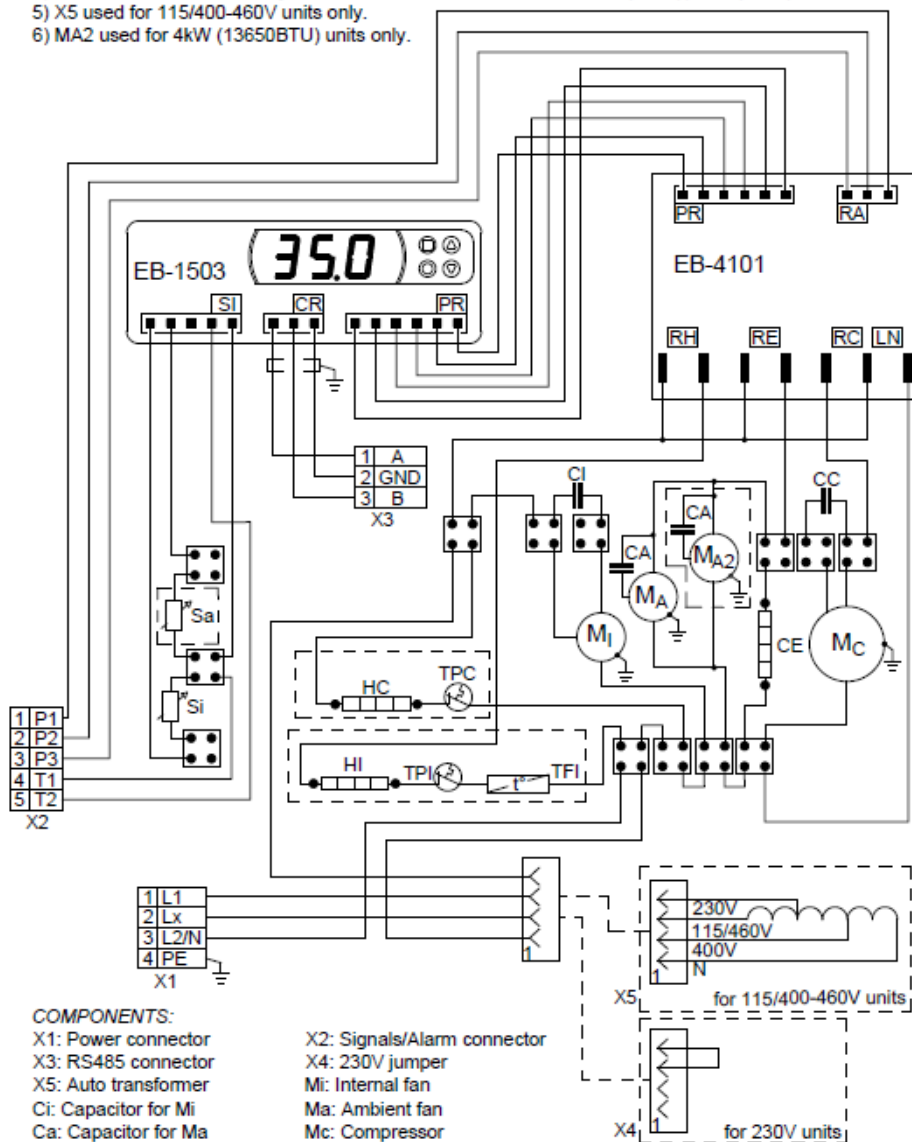 5) X5 used for 115/400-460V units only.
6) MA2 used for 4kW (13650BTU) units only.
PR
RA
EB-4101
EB-1503
35.0
SI
CR
PR
RH
RE
RC
LN
1 A
2 GND
3 B
X3
CI
CC
CA
CA
MA2
MA
MI
CE
MC
Sa
Si
HC
TPC
HI
TPI
t°
TFI
1 P1
2 P2
3 P3
4 T1
5 T2
X2
1 L1
2 Lx
3 L2/N
4 PE
X1
1
230V
115/460V
400V
1 N
X5
for 115/400-460V units
1
X4
for 230V units
COMPONENTS:
X1: Power connector
X2: Signals/Alarm connector
X3: RS485 connector
X4: 230V jumper
X5: Auto transformer
Mi: Internal fan
Ci: Capacitor for Mi
Ma: Ambient fan
Ca: Capacitor for Ma
Mc: Compressor